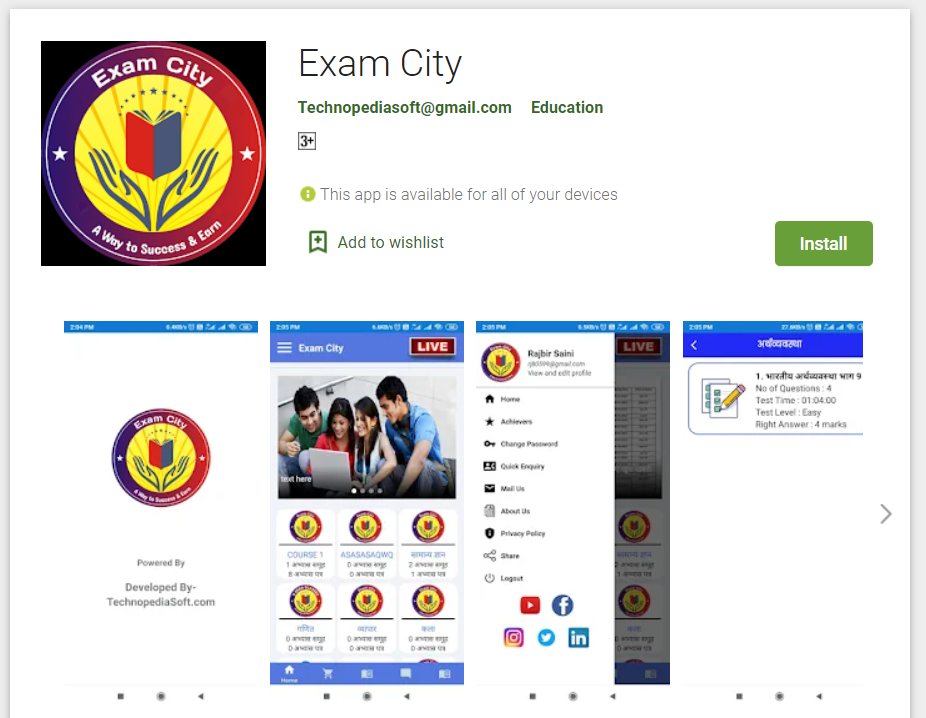 Exam City
A Way to Success & Earn
Exam City
Technopediasoft@gmail.com Education
3+
This app is available for all of your devices
Add to wishlist
Install
2:04 PM
Exam City
A Way to Success & Earn
Powered By
Developed By-
TechnopediaSoft.com
2:05 PM
Exam City
LIVE
text here
COURSE 1
1 अभ्यास समूह
8 अभ्यास पत्र
ASASASAQWQ
0 अभ्यास समूह
0 अभ्यास पत्र
सामान्य ज्ञान
2 अभ्यास समूह
1 अभ्यास पत्र
गणित
0 अभ्यास समूह
0 अभ्यास पत्र
व्यापार
0 अभ्यास समूह
0 अभ्यास पत्र
कला
0 अभ्यास समूह
0 अभ्यास पत्र
Home
2:05 PM
LIVE
Rajbir Saini
View and edit profile
Home
Achievers
Change Password
Quick Enquiry
Mail Us
About Us
Privacy Policy
Share
Logout
2:05 PM
अर्थव्यवस्था
1. भारतीय अर्थव्यवस्था भाग 9
No of Questions : 4
Test Time : 01:04:00
Test Level : Easy
Right Answer : 4 marks